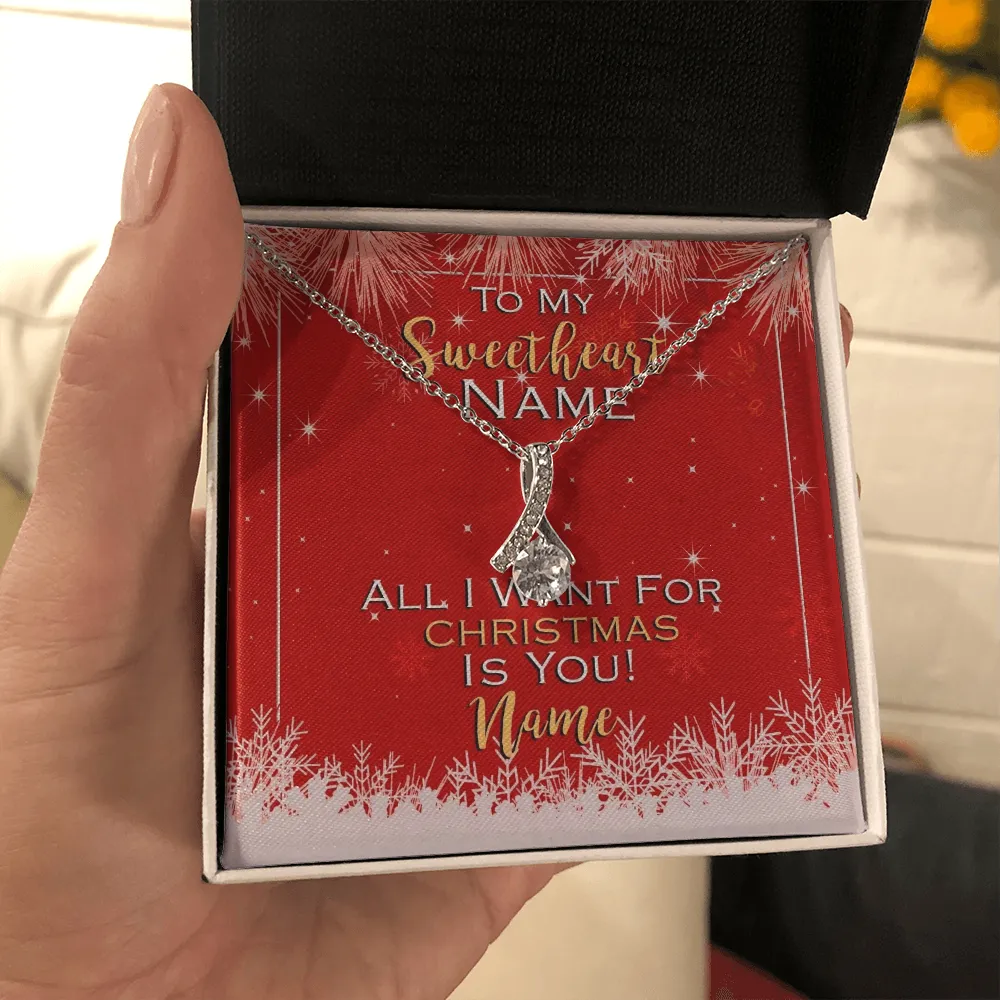 To My
Sweetheart
Name
All I Want For
Christmas
Is You!
Name